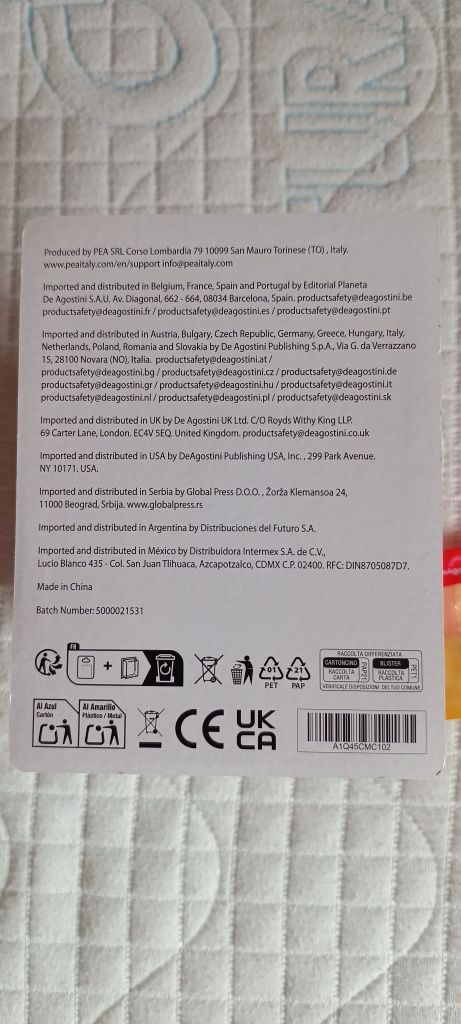 Produced by PEA SRL Corso Lombardia 79 10099 San Mauro Torinese (TO) , Italy.
www.peaitaly.com/en/support info@peaitaly.com
Imported and distributed in Belgium, France, Spain and Portugal by Editorial Planeta
De Agostini S.A.U. Av. Diagonal, 662 - 664, 08034 Barcelona, Spain. productsafety@deagostini.be
productsafety@deagostini.fr / productsafety@deagostini.es / productsafety@deagostini.pt
Imported and distributed in Austria, Bulgary, Czech Republic, Germany, Greece, Hungary, Italy,
Netherlands, Poland, Romania and Slovakia by De Agostini Publishing S.p.A., Via G. da Verrazzano
15, 28100 Novara (NO), Italia. productsafety@deagostini.at /
productsafety@deagostini.bg / productsafety@deagostini.cz / productsafety@deagostini.de
productsafety@deagostini.gr / productsafety@deagostini.hu / productsafety@deagostini.it
productsafety@deagostini.nl / productsafety@deagostini.pl / productsafety@deagostini.sk
Imported and distributed in UK by De Agostini UK Ltd. C/O Royds Withy King LLP.
69 Carter Lane, London. EC4V 5EQ. United Kingdom. productsafety@deagostini.co.uk
Imported and distributed in USA by DeAgostini Publishing USA, Inc. , 299 Park Avenue.
NY 10171. USA.
Imported and distributed in Serbia by Global Press D.O.O. , Žorža Klemansoa 24,
11000 Beograd, Srbija. www.globalpress.rs
Imported and distributed in Argentina by Distribuciones del Futuro S.A.
Imported and distributed in México by Distribuidora Intermex S.A. de C.V.,
Lucio Blanco 435 - Col. San Juan Tlihuaca, Azcapotzalco, CDMX C.P. 02400. RFC: DIN8705087D7.
Made in China
Batch Number: 5000021531
FR
+
01
PET
21
PAP
RACCOLTA DIFFERENZIATA
CARTONCINO
RACCOLTA
CARTA
PAP21
BLISTER
RACCOLTA
PLASTICA
PET1
VERIFICALE DISPOSIZIONI DEL TUO COMUNE
Al Azul
Cartón
Al Amarillo
Plástico / Metal
CE
UK
CA
A1Q45CMC102